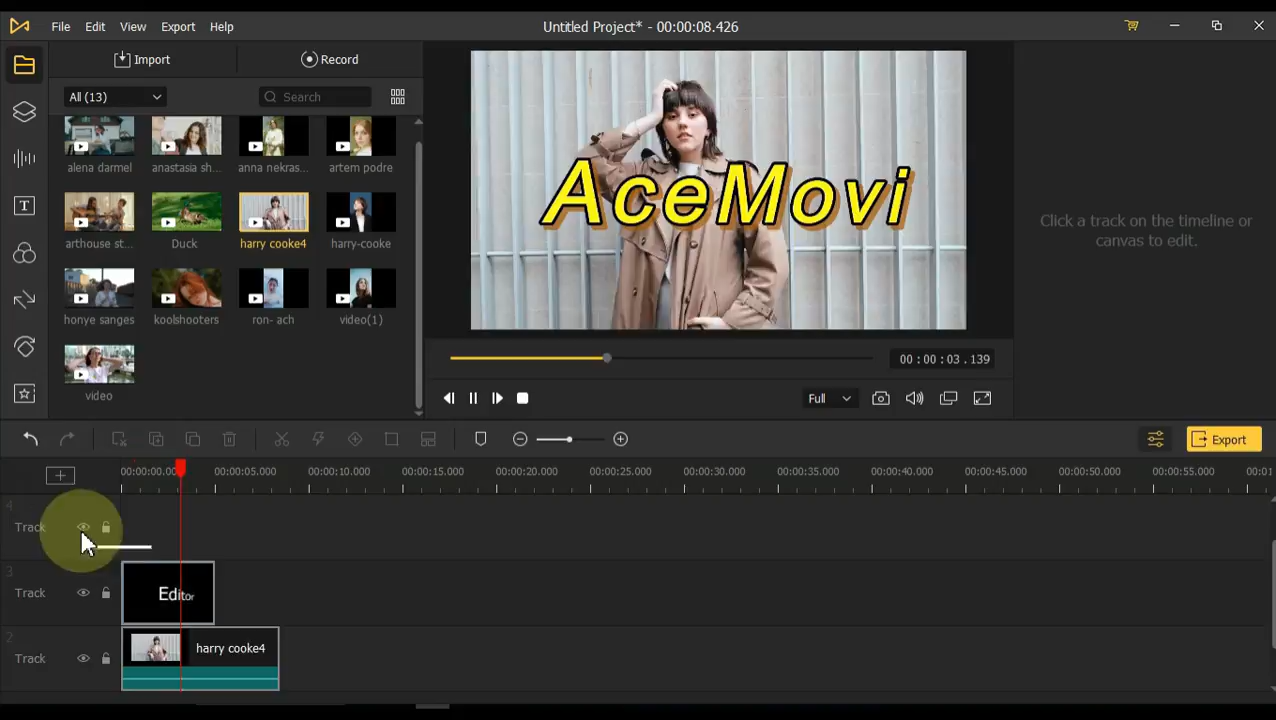 File Edit View Export Help
Untitled Project* - 00:00:08.426
Import Record
All (13) Search
alena darmel anastasia sh... anna nekras... artem podre
arthouse st... Duck harry cooke4 harry-cooke
honye sanges koolshooters ron- ach video(1)
video
AceMovi
Click a track on the timeline or
canvas to edit.
00 : 00 : 03 . 139
Full
Export
00:00:00.000 00:00:05.000 00:00:10.000 00:00:15.000 00:00:20.000 00:00:25.000 00:00:30.000 00:00:35.000 00:00:40.000 00:00:45.000 00:00:50.000 00:00:55.000 00:01
4
Track
3
Track Editor
2
Track harry cooke4